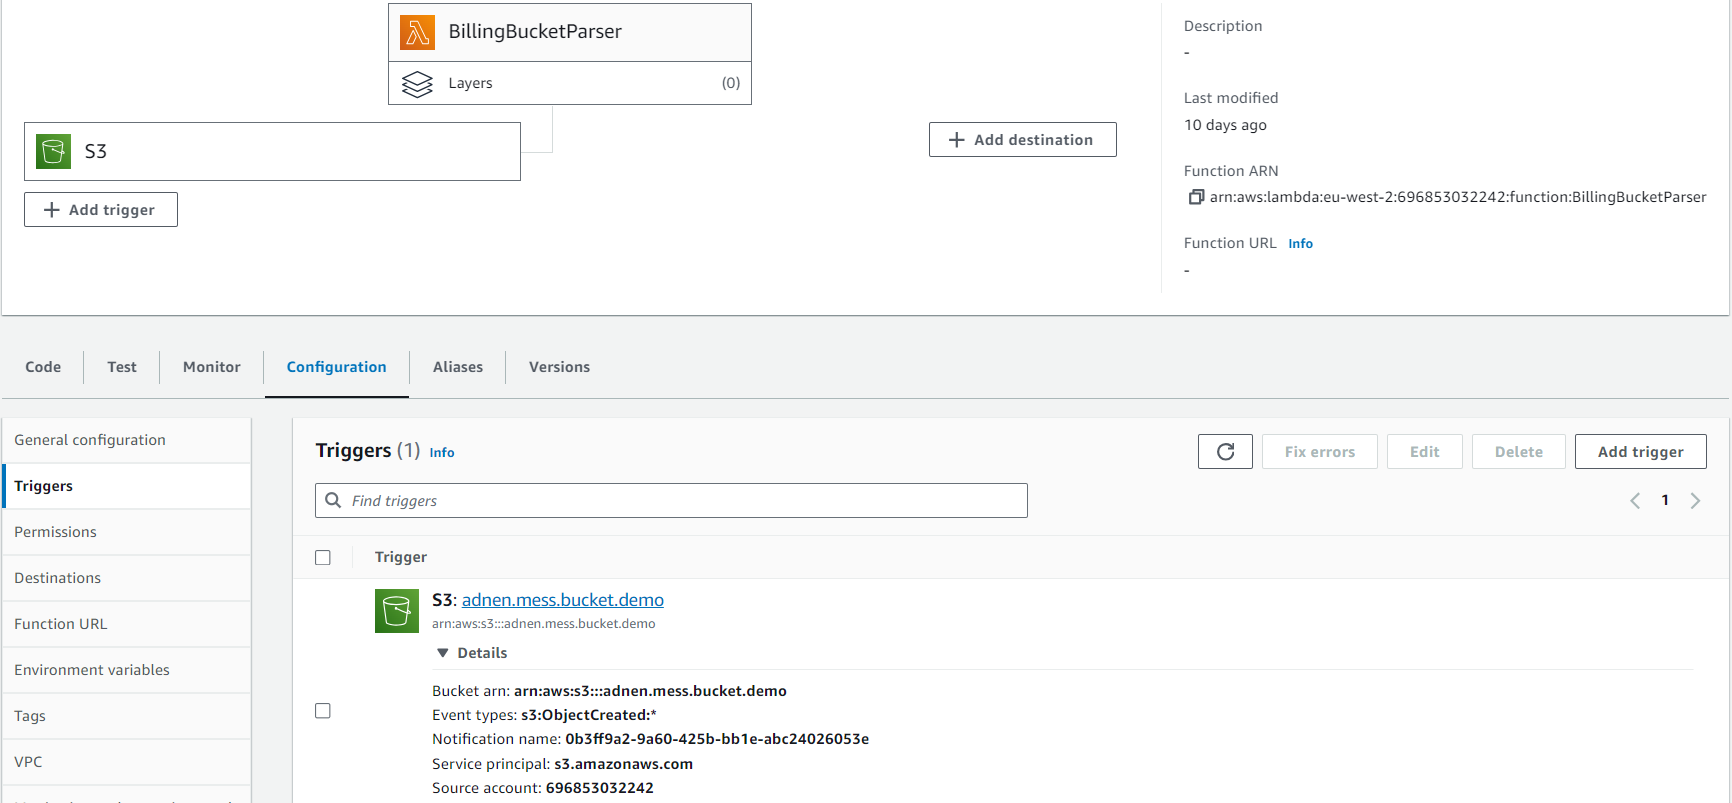 BillingBucketParser
Layers
(0)
S3
+ Add trigger
+ Add destination
Description
-
Last modified
10 days ago
Function ARN
arn:aws:lambda:eu-west-2:696853032242:function:BillingBucketParser
Function URL Info
-
Code
Test
Monitor
Configuration
Aliases
Versions
General configuration
Triggers
Permissions
Destinations
Function URL
Environment variables
Tags
VPC
Triggers (1) Info
Fix errors
Edit
Delete
Add trigger
Find triggers
1
Trigger
S3: adnen.mess.bucket.demo
arn:aws:s3:::adnen.mess.bucket.demo
Details
Bucket arn: arn:aws:s3:::adnen.mess.bucket.demo
Event types: s3:ObjectCreated:*
Notification name: 0b3ff9a2-9a60-425b-bb1e-abc24026053e
Service principal: s3.amazonaws.com
Source account: 696853032242